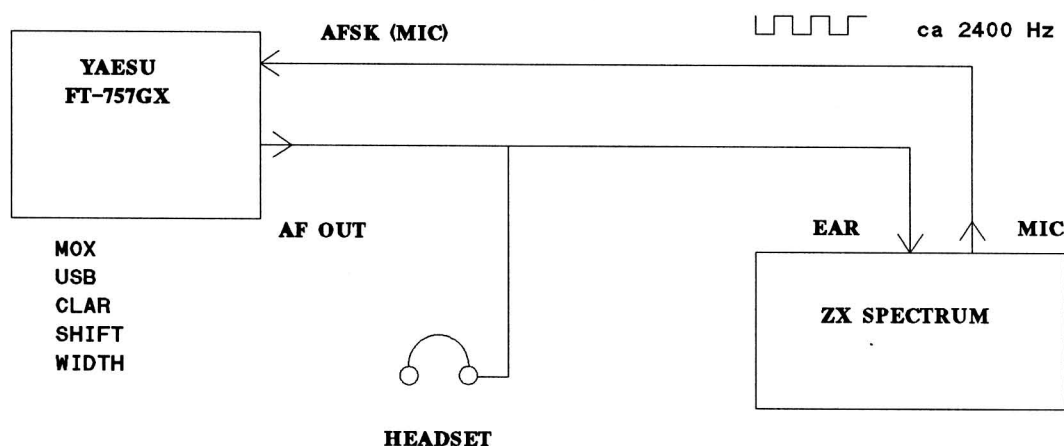 AFSK (MIC)
ca 2400 Hz
YAESU
FT-757GX
AF OUT
EAR
MIC
MOX
USB
CLAR
SHIFT
WIDTH
ZX SPECTRUM
HEADSET